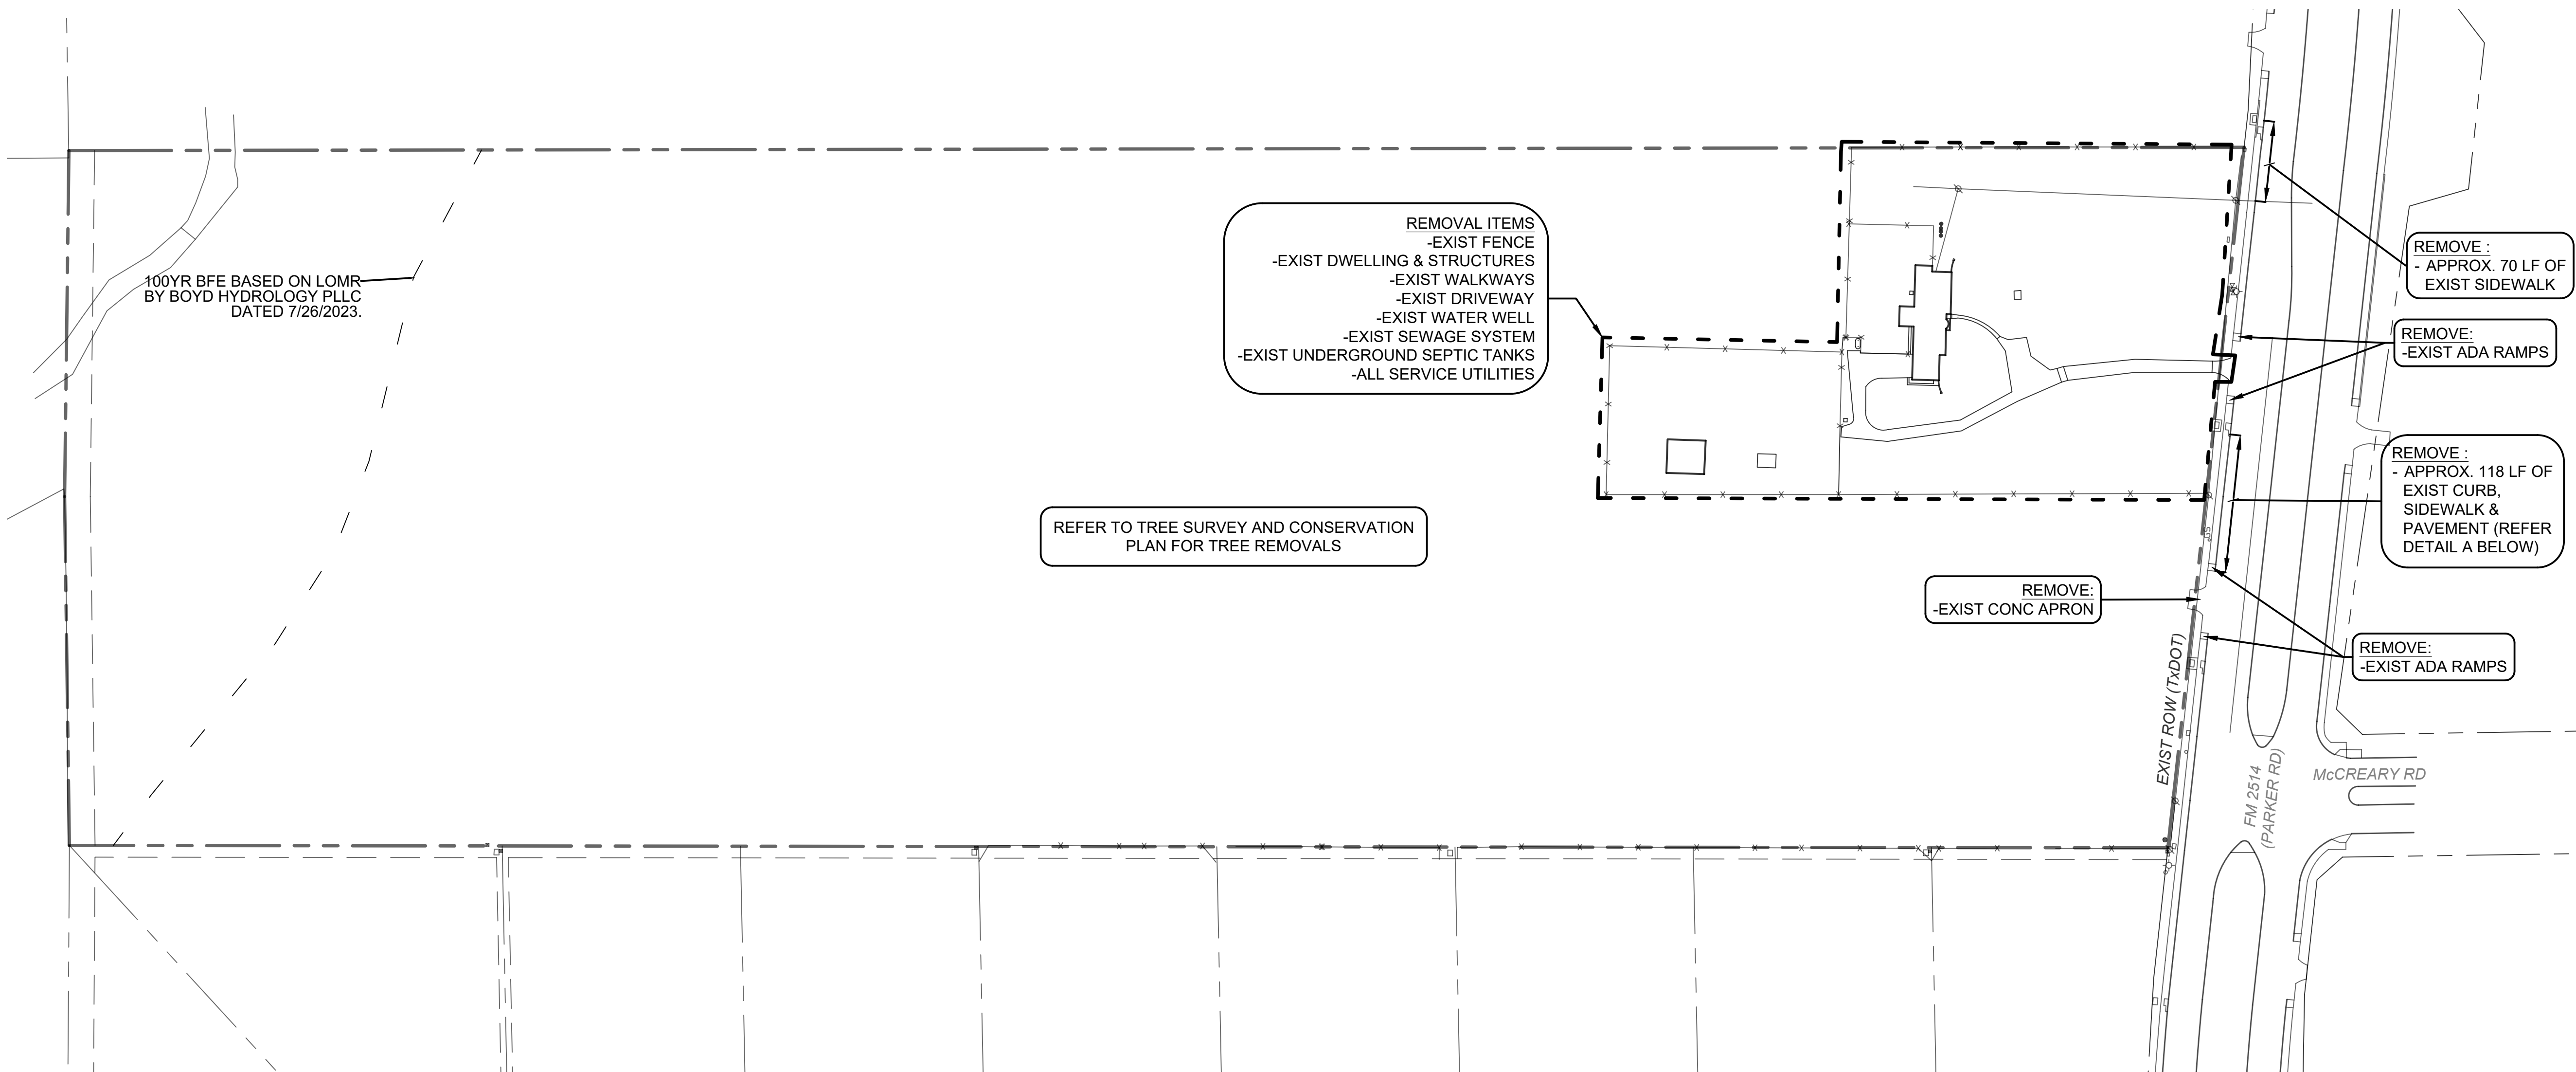 100YR BFE BASED ON LOMR
BY BOYD HYDROLOGY PLLC
DATED 7/26/2023.
REMOVAL ITEMS
-EXIST FENCE
-EXIST DWELLING & STRUCTURES
-EXIST WALKWAYS
-EXIST DRIVEWAY
-EXIST WATER WELL
-EXIST SEWAGE SYSTEM
-EXIST UNDERGROUND SEPTIC TANKS
-ALL SERVICE UTILITIES
REFER TO TREE SURVEY AND CONSERVATION
PLAN FOR TREE REMOVALS
REMOVE :
- APPROX. 70 LF OF
EXIST SIDEWALK
REMOVE:
-EXIST ADA RAMPS
REMOVE :
- APPROX. 118 LF OF
EXIST CURB,
SIDEWALK &
PAVEMENT (REFER
DETAIL A BELOW)
REMOVE:
-EXIST CONC APRON
REMOVE:
-EXIST ADA RAMPS
EXIST ROW (TxDOT)
FM 2514
(PARKER RD)
McCREARY RD